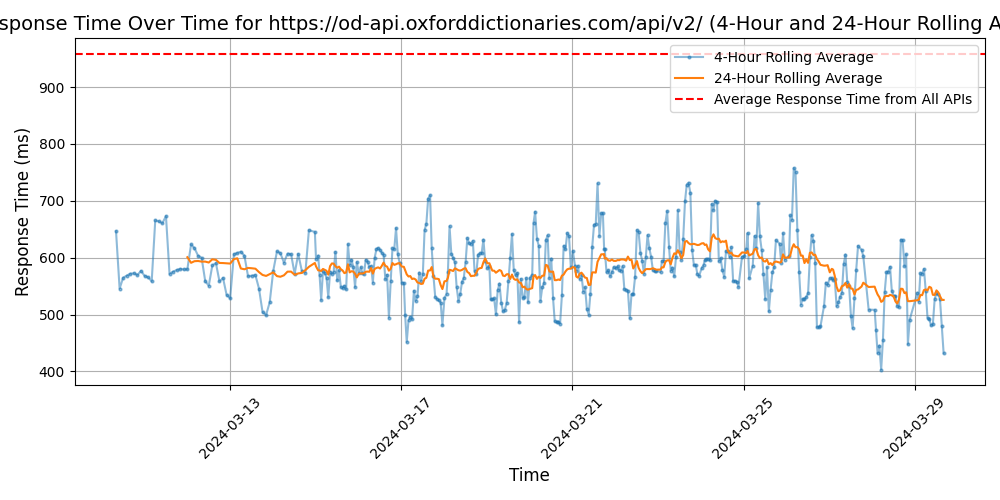 sponse Time Over Time for https://od-api.oxforddictionaries.com/api/v2/ (4-Hour and 24-Hour Rolling A
4-Hour Rolling Average
24-Hour Rolling Average
Average Response Time from All APIs
Response Time (ms)
900
800
700
600
500
400
2024-03-13
2024-03-17
2024-03-21
2024-03-25
2024-03-29
Time